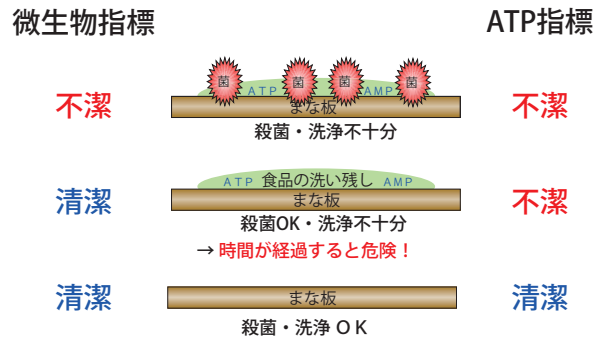 微生物指標
ATP指標
不潔
菌 菌 菌 菌
ATP AMP
まな板
不潔
殺菌・洗浄不十分
ATP 食品の洗い残し AMP
清潔
まな板
不潔
殺菌OK・洗浄不十分
→ 時間が経過すると危険！
清潔
まな板
清潔
殺菌・洗浄 OK